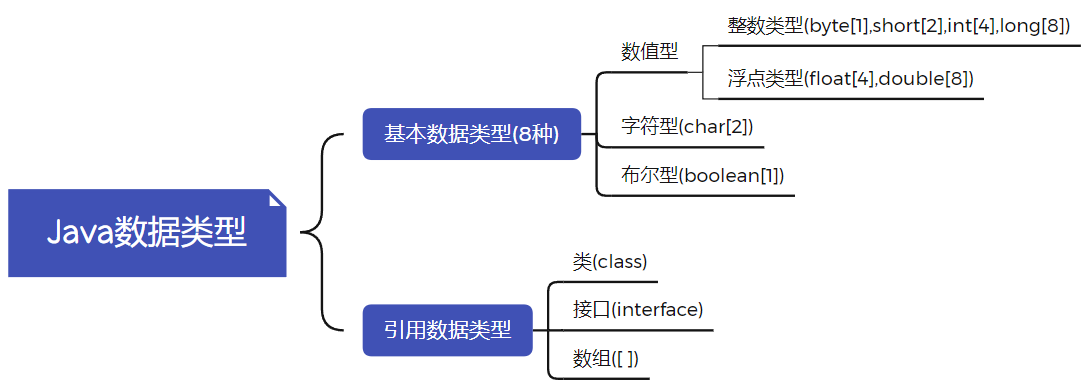 Java数据类型
基本数据类型(8种)
数值型
整数类型(byte[1],short[2],int[4],long[8])
浮点类型(float[4],double[8])
字符型(char[2])
布尔型(boolean[1])
引用数据类型
类(class)
接口(interface)
数组([ ])